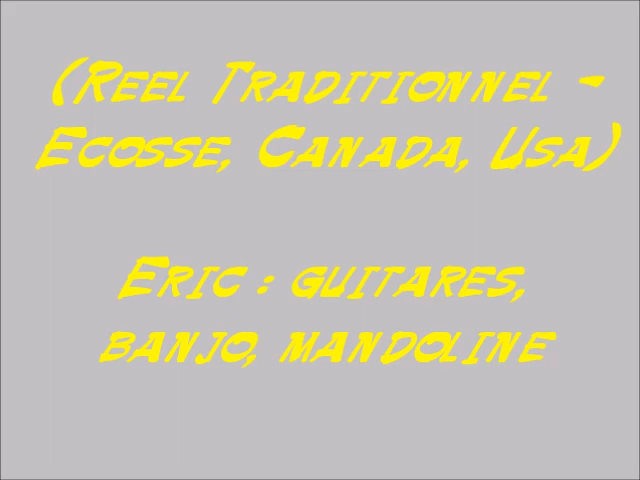 (Reel Traditionnel -
Ecosse, Canada, Usa)
Eric : guitares,
banjo, mandoline